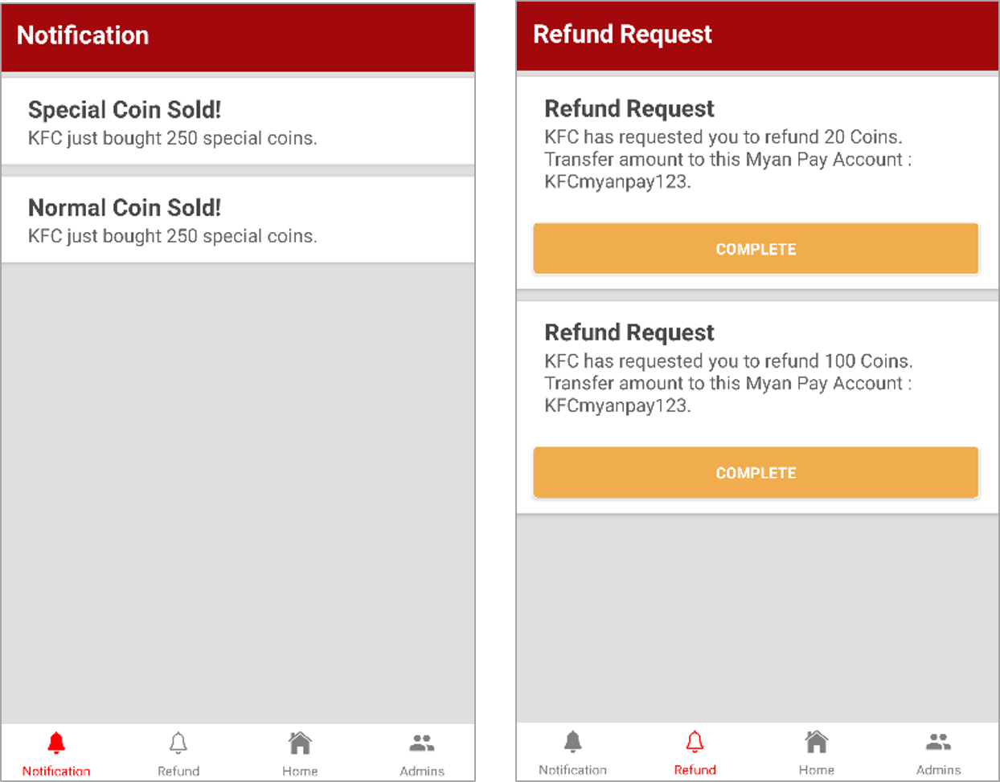 Notification
Special Coin Sold!
KFC just bought 250 special coins.
Normal Coin Sold!
KFC just bought 250 special coins.
Notification
Refund
Home
Admins
Refund Request
Refund Request
KFC has requested you to refund 20 Coins.
Transfer amount to this Myan Pay Account :
KFCmyanpay123.
COMPLETE
Refund Request
KFC has requested you to refund 100 Coins.
Transfer amount to this Myan Pay Account :
KFCmyanpay123.
COMPLETE
Notification
Refund
Home
Admins